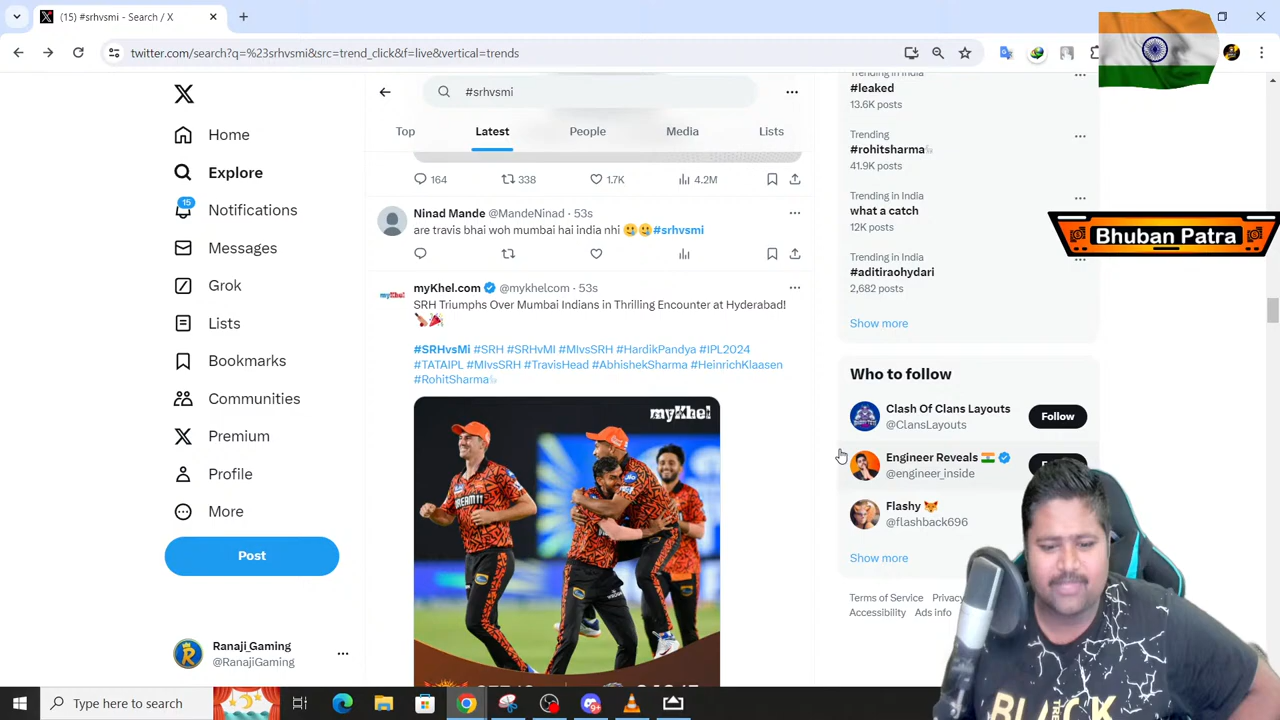 (15) #srhvsmi - Search / X
twitter.com/search?q=%23srhvsmi&src=trend_click&f=live&vertical=trends
#srhvsmi
Top
Latest
People
Media
Lists
Home
Explore
15
Notifications
Messages
Grok
Lists
Bookmarks
Communities
Premium
Profile
More
Post
Ranaji_Gaming
@RanajiGaming
164
338
1.7K
4.2M
Ninad Mande @MandeNinad · 53s
are travis bhai woh mumbai hai india nhi #srhvsmi
myKhel.com @mykhelcom · 53s
SRH Triumphs Over Mumbai Indians in Thrilling Encounter at Hyderabad!
#SRHvsMi #SRH #SRHvMI #MIvsSRH #HardikPandya #IPL2024
#TATAIPL #MIvsSRH #TravisHead #AbhishekSharma #HeinrichKlaasen
#RohitSharma
myKhel
DREAM11
Trending in India
#leaked
13.6K posts
Trending
#rohitsharma
41.9K posts
Trending in India
what a catch
12K posts
Trending in India
#aditiraohydari
2,682 posts
Show more
Who to follow
Clash Of Clans Layouts
@ClansLayouts
Follow
Engineer Reveals
@engineer_inside
Flashy
@flashback696
Show more
Terms of Service
Privacy
Accessibility
Ads info
Bhuban Patra
Type here to search